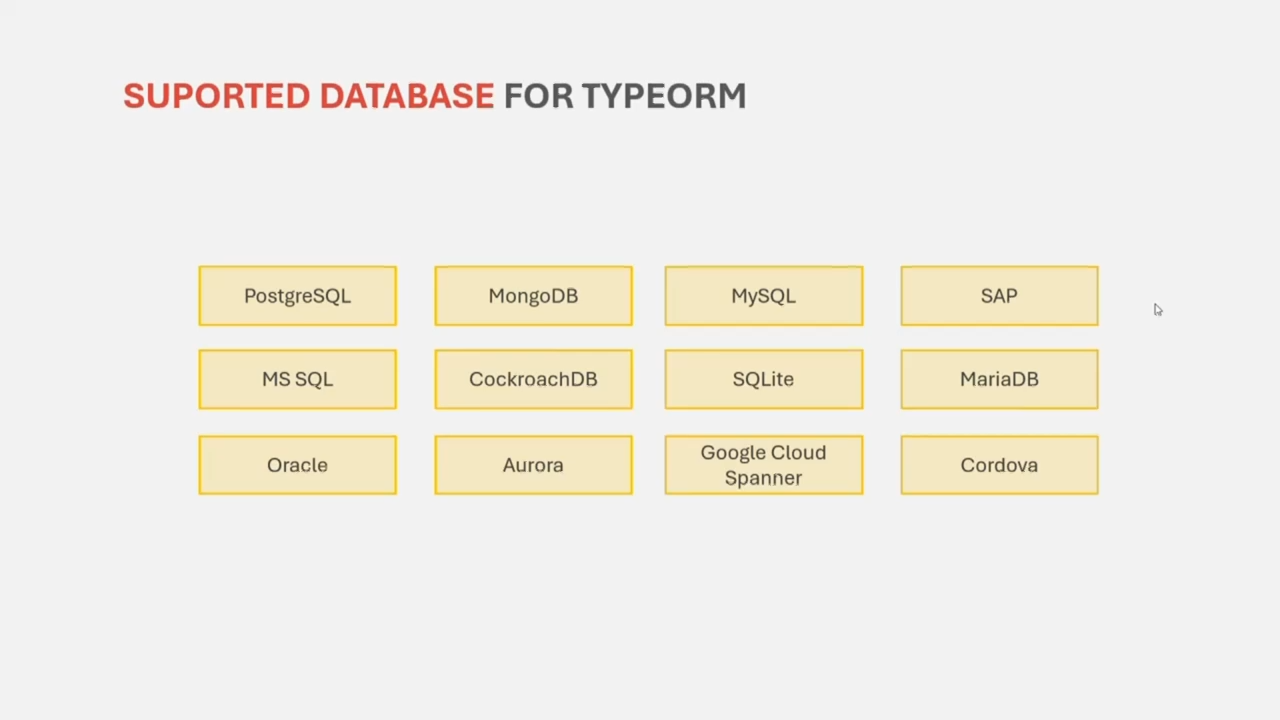 SUPORTED DATABASE FOR TYPEORM
PostgreSQL
MongoDB
MySQL
SAP
MS SQL
CockroachDB
SQLite
MariaDB
Oracle
Aurora
Google Cloud
Spanner
Cordova